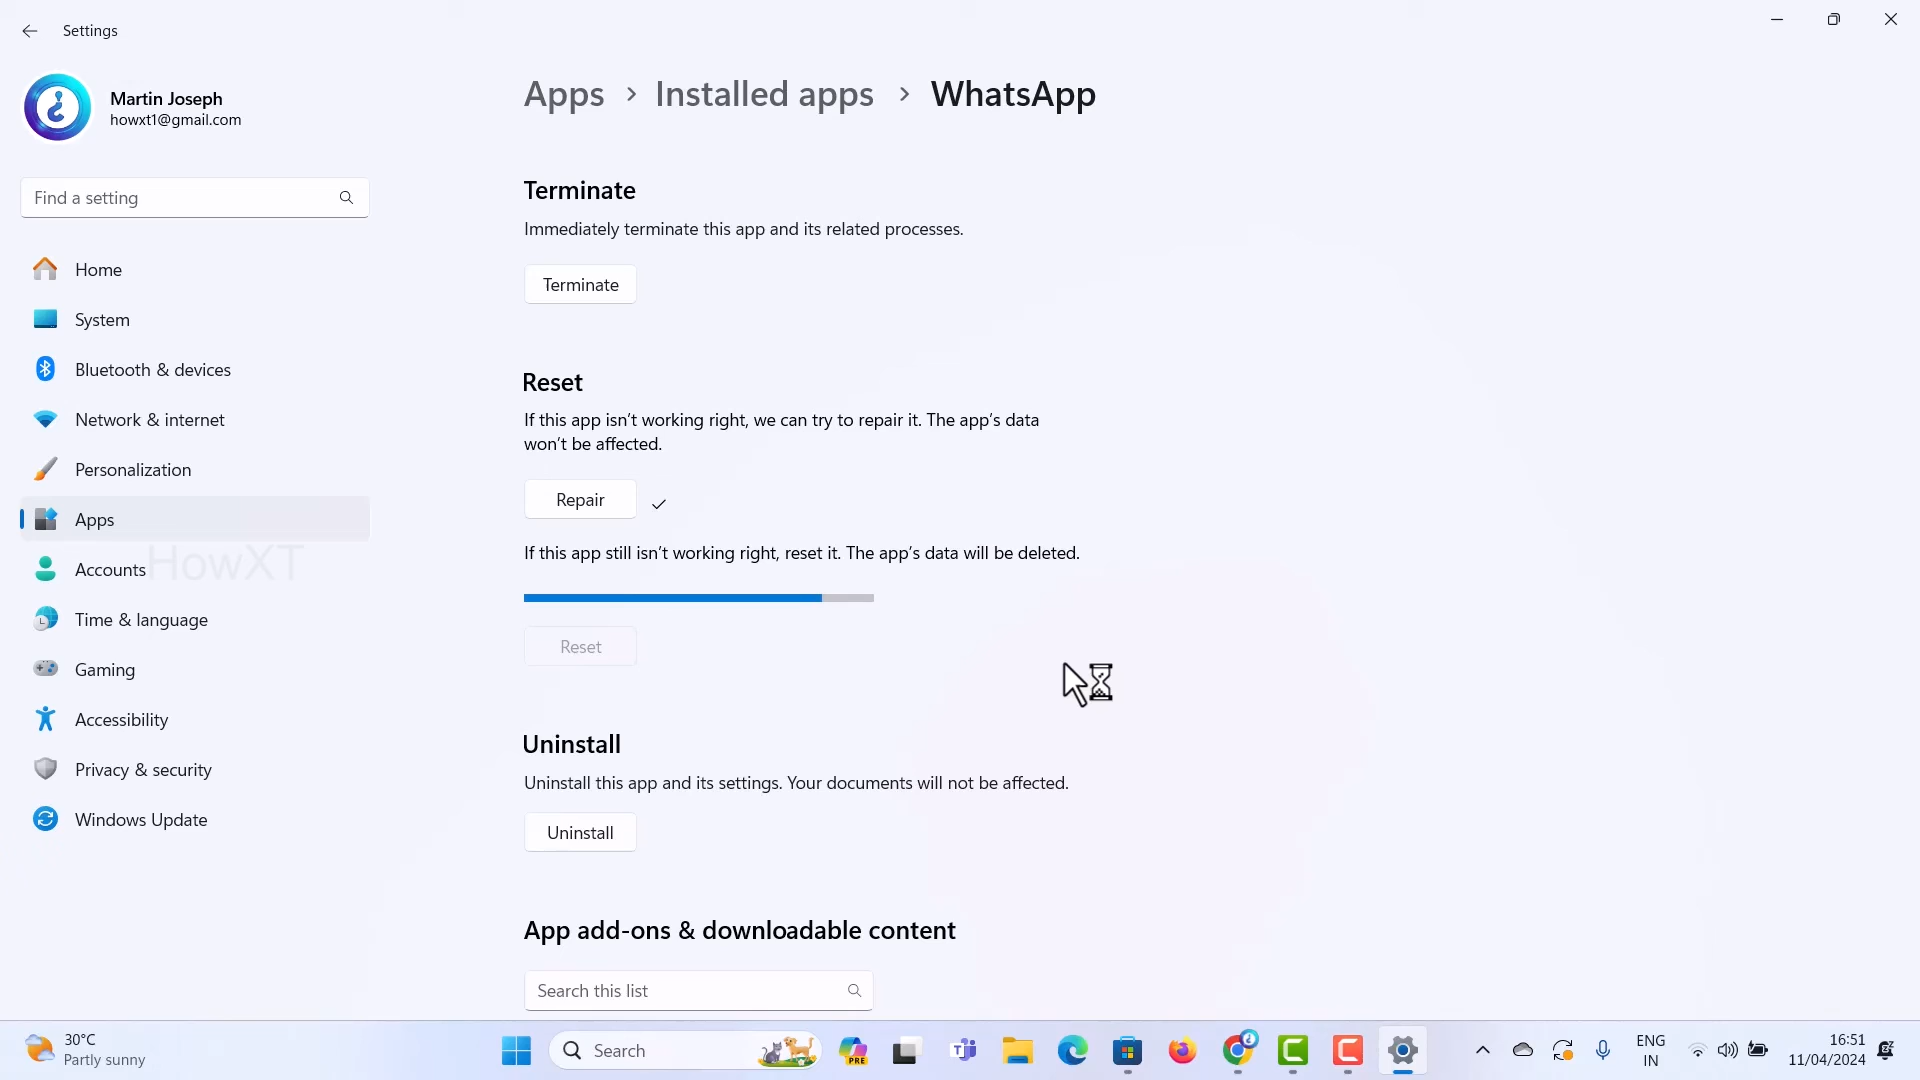 Settings
Martin Joseph
howxt1@gmail.com
Find a setting
Home
System
Bluetooth & devices
Network & internet
Personalization
Apps
Accounts
HowXT
Time & language
Gaming
Accessibility
Privacy & security
Windows Update
Apps > Installed apps > WhatsApp
Terminate
Immediately terminate this app and its related processes.
Terminate
Reset
If this app isn't working right, we can try to repair it. The app's data
won't be affected.
Repair
If this app still isn't working right, reset it. The app's data will be deleted.
Reset
Uninstall
Uninstall this app and its settings. Your documents will not be affected.
Uninstall
App add-ons & downloadable content
Search this list
30°C
Partly sunny
Search
PRE
ENG
IN
16:51
11/04/2024